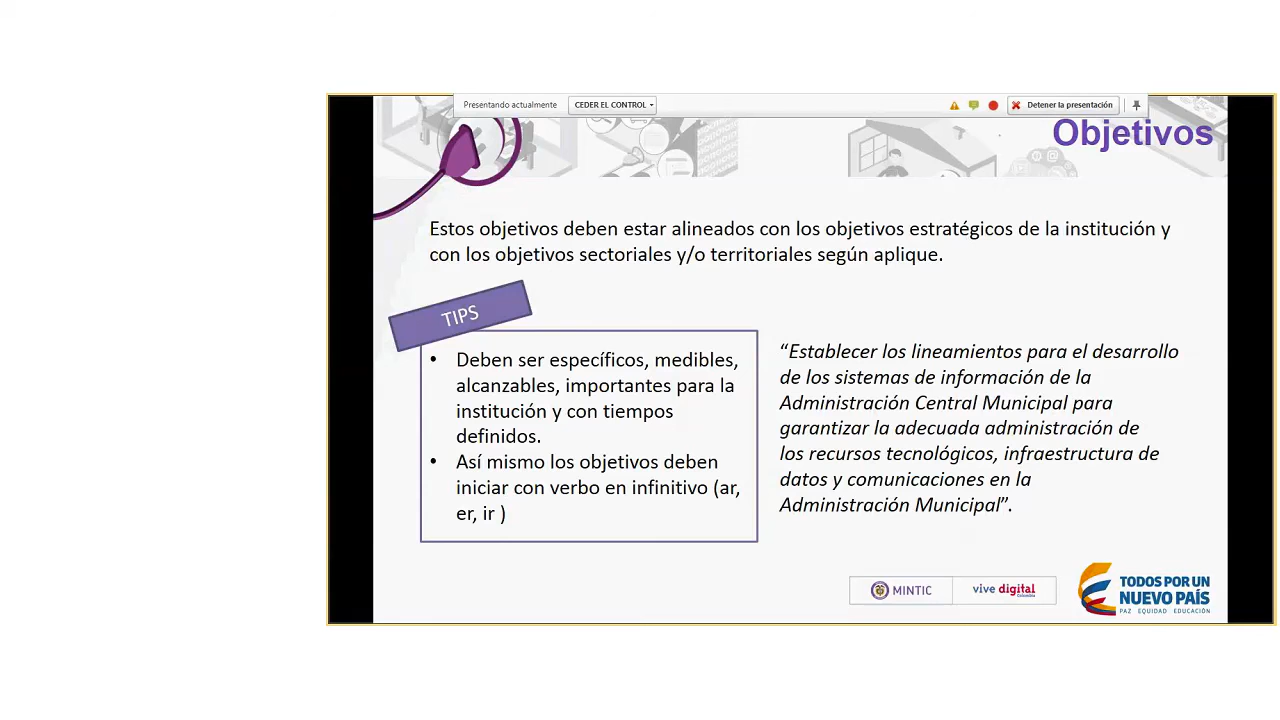 Presentando actualmente
CEDER EL CONTROL
Detener la presentación
Objetivos
Estos objetivos deben estar alineados con los objetivos estratégicos de la institución y
con los objetivos sectoriales y/o territoriales según aplique.
TIPS
• Deben ser específicos, medibles,
alcanzables, importantes para la
institución y con tiempos
definidos.
• Así mismo los objetivos deben
iniciar con verbo en infinitivo (ar,
er, ir )
“Establecer los lineamientos para el desarrollo
de los sistemas de información de la
Administración Central Municipal para
garantizar la adecuada administración de
los recursos tecnológicos, infraestructura de
datos y comunicaciones en la
Administración Municipal”.
MINTIC
vive digital
Colombia
TODOS POR UN
NUEVO PAÍS
PAZ EQUIDAD EDUCACIÓN